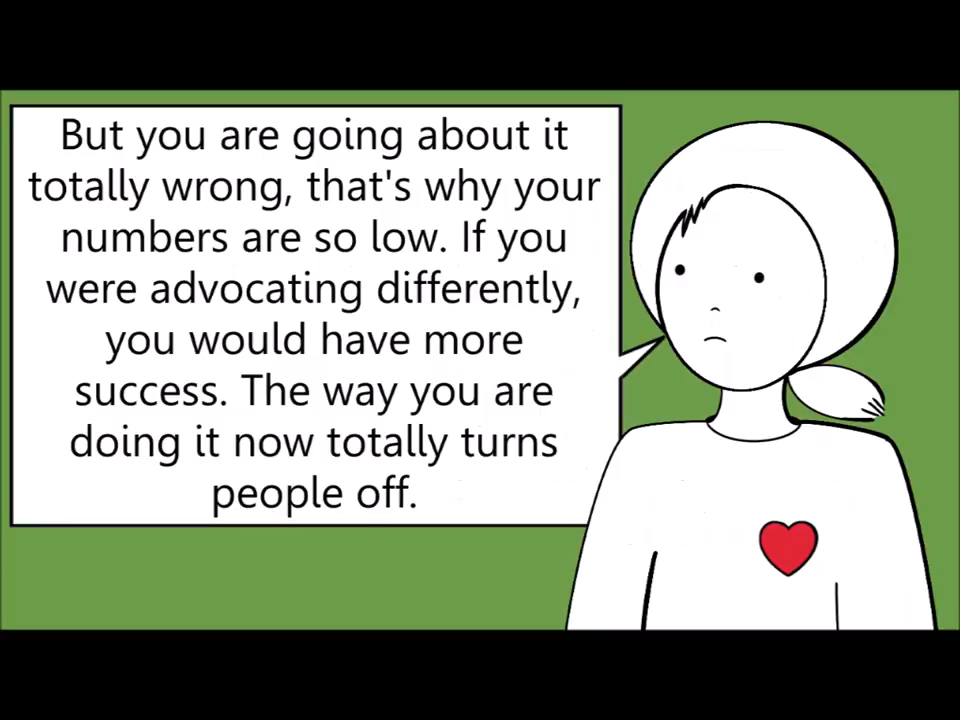 But you are going about it
totally wrong, that's why your
numbers are so low. If you
were advocating differently,
you would have more
success. The way you are
doing it now totally turns
people off.